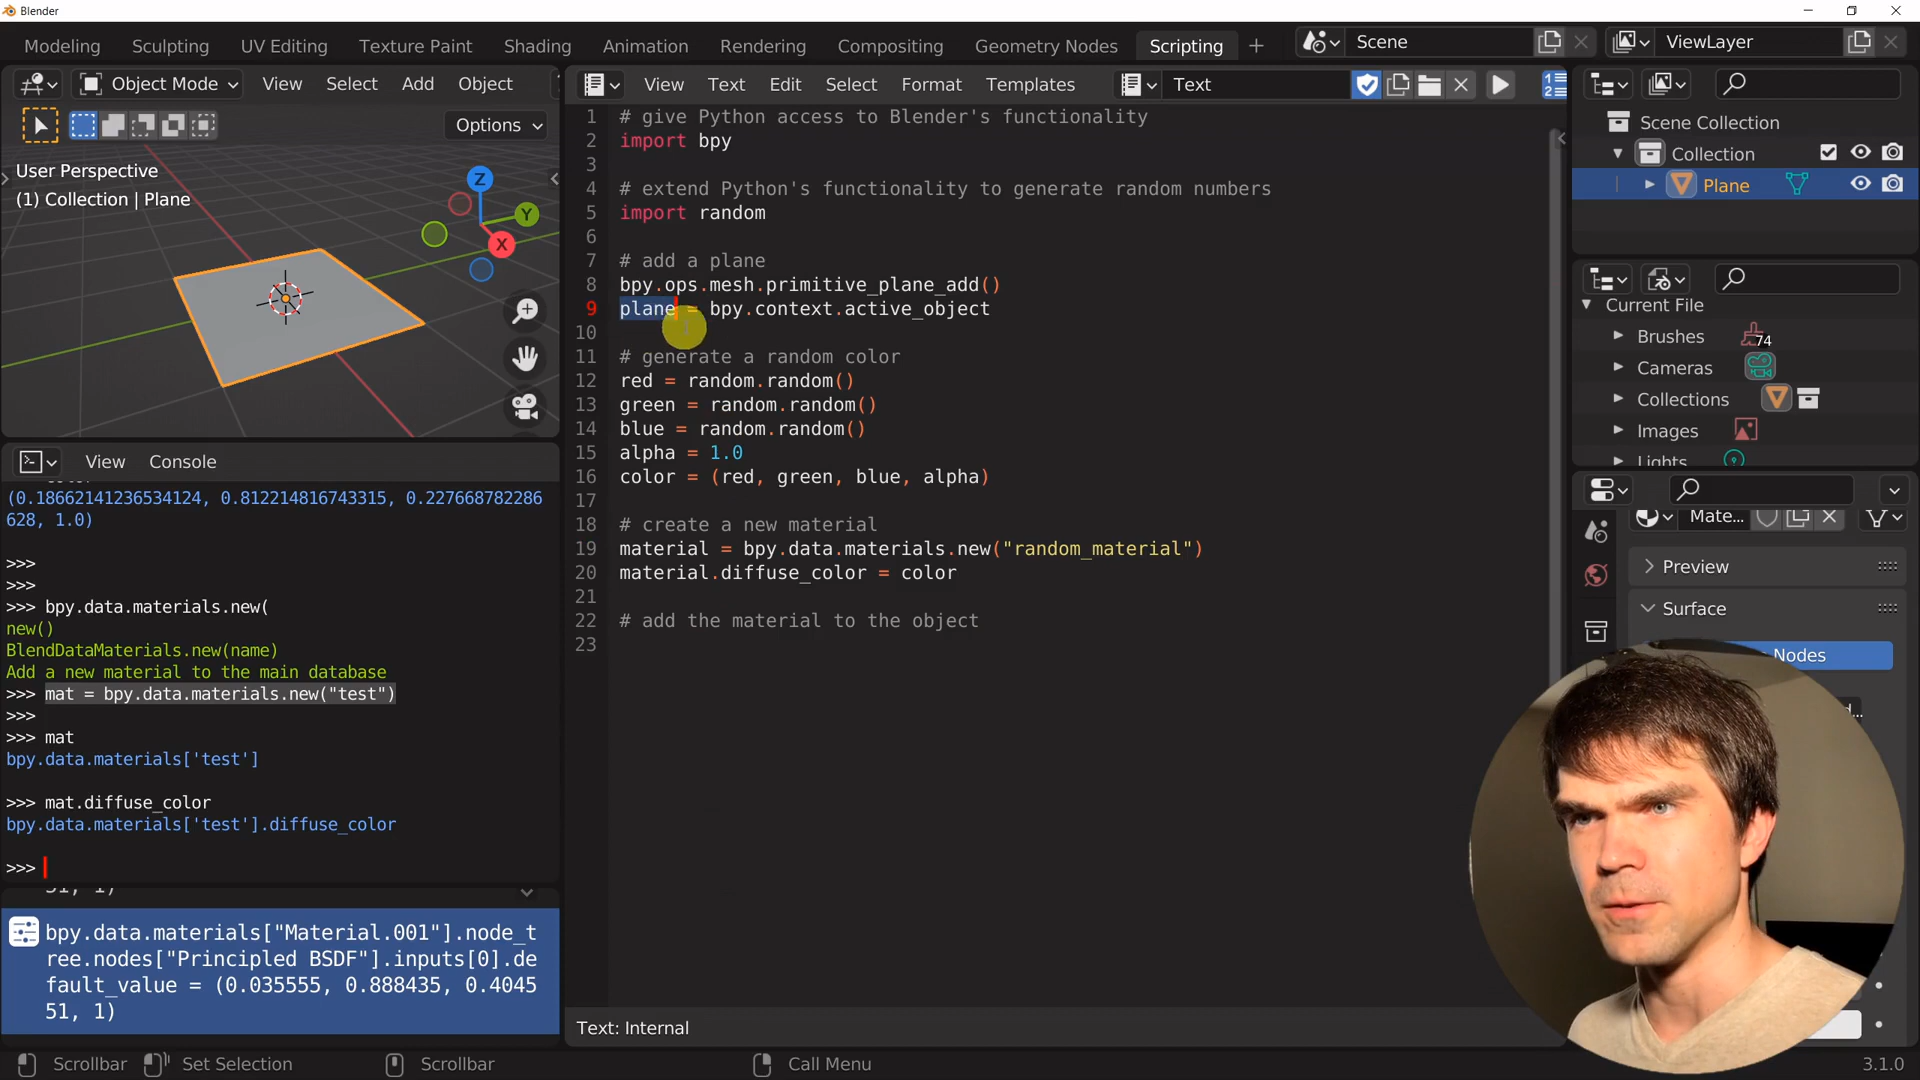 Blender
Modeling Sculpting UV Editing Texture Paint Shading Animation Rendering Compositing Geometry Nodes Scripting Scene ViewLayer
Object Mode View Select Add Object
View Text Edit Select Format Templates Text
Options
User Perspective
(1) Collection | Plane
Z
Y
X
1 # give Python access to Blender's functionality
2 import bpy
3
4 # extend Python's functionality to generate random numbers
5 import random
6
7 # add a plane
8 bpy.ops.mesh.primitive_plane_add()
9 plane = bpy.context.active_object
10
11 # generate a random color
12 red = random.random()
13 green = random.random()
14 blue = random.random()
15 alpha = 1.0
16 color = (red, green, blue, alpha)
17
18 # create a new material
19 material = bpy.data.materials.new("random_material")
20 material.diffuse_color = color
21
22 # add the material to the object
23
Text: Internal
View Console
(0.18662141236534124, 0.812214816743315, 0.227668782286
628, 1.0)
>>>
>>>
>>> bpy.data.materials.new(
new()
BlendDataMaterials.new(name)
Add a new material to the main database
>>> mat = bpy.data.materials.new("test")
>>>
>>> mat
bpy.data.materials['test']
>>> mat.diffuse_color
bpy.data.materials['test'].diffuse_color
>>>
51, 1)
bpy.data.materials["Material.001"].node_t
ree.nodes["Principled BSDF"].inputs[0].de
fault_value = (0.035555, 0.888435, 0.4045
51, 1)
Scene Collection
Collection
Plane
Current File
Brushes 74
Cameras
Collections
Images
Lights
Mate...
Preview
Surface
Nodes
Scrollbar Set Selection Scrollbar Call Menu 3.1.0